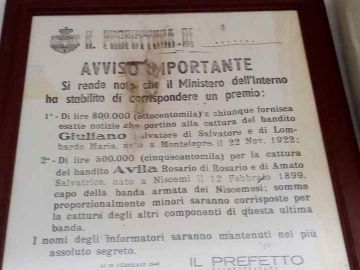 AVVISO IMPORTANTE
Si rende noto che il Ministero dell'Interno
ha stabilito di corrispondere un premio:
1°- Di lire 800.000 (ottocentomila) a chiunque fornisca
esatte notizie che portino alla cattura del bandito
Giuliano Salvatore di Salvatore e di Lom-
bardo Maria, nato a Montelepre il 22 Nov. 1922;
2°- Di lire 500.000 (cinquecentomila) per la cattura
del bandito Avila Rosario di Rosario e di Amato
Salvatrice, nato a Niscemi il 12 Febbraio 1899,
capo della banda armata dei Niscemesi; somme
proporzionalmente minori saranno corrisposte per
la cattura degli altri componenti di questa ultima
banda.
I nomi degli informatori saranno mantenuti nel più
assoluto segreto.
IL PREFETTO